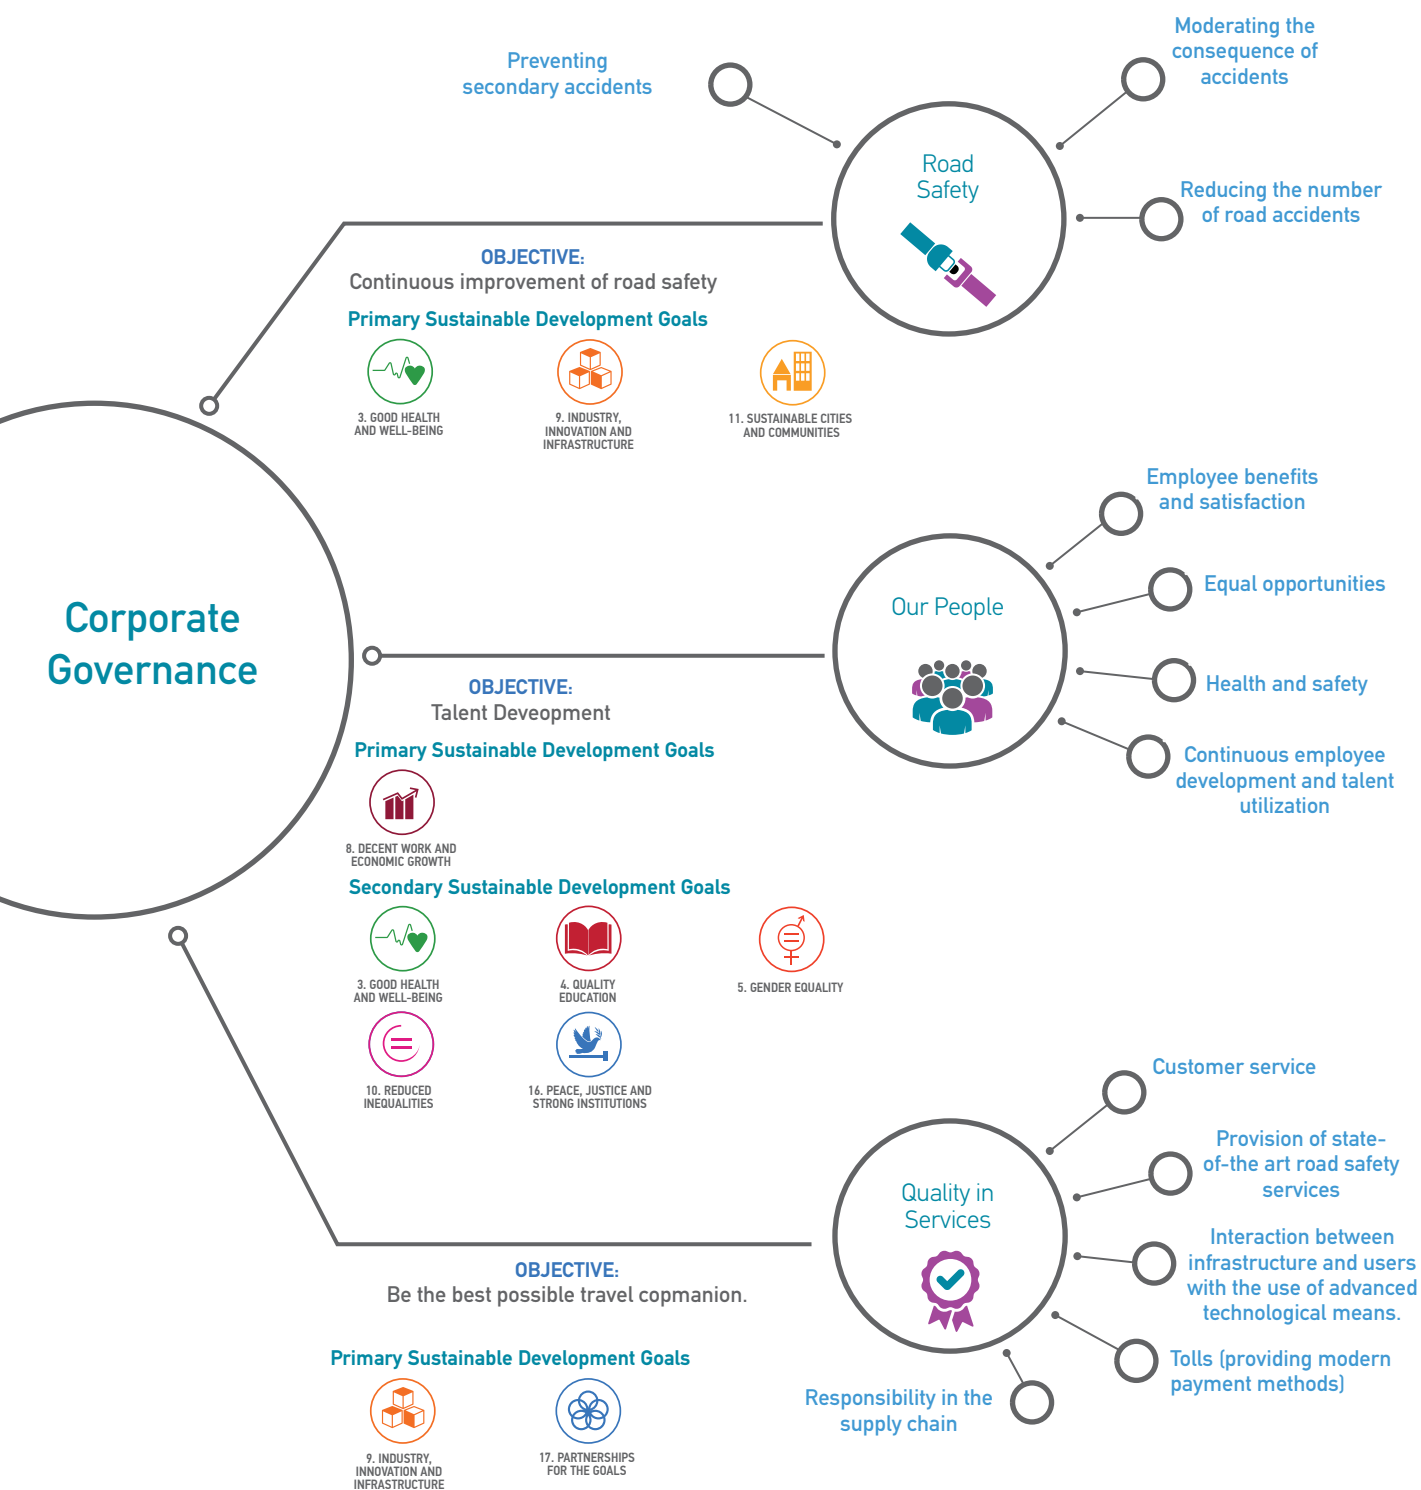 Corporate
Governance
Preventing
secondary accidents
Moderating the
consequence of
accidents
Road
Safety
Reducing the number
of road accidents
OBJECTIVE:
Continuous improvement of road safety
Primary Sustainable Development Goals
3. GOOD HEALTH
AND WELL-BEING
9. INDUSTRY,
INNOVATION AND
INFRASTRUCTURE
11. SUSTAINABLE CITIES
AND COMMUNITIES
Employee benefits
and satisfaction
Our People
Equal opportunities
Health and safety
Continuous employee
development and talent
utilization
OBJECTIVE:
Talent Deveopment
Primary Sustainable Development Goals
8. DECENT WORK AND
ECONOMIC GROWTH
Secondary Sustainable Development Goals
3. GOOD HEALTH
AND WELL-BEING
4. QUALITY
EDUCATION
5. GENDER EQUALITY
10. REDUCED
INEQUALITIES
16. PEACE, JUSTICE AND
STRONG INSTITUTIONS
Customer service
Quality in
Services
Provision of state-
of-the art road safety
services
Interaction between
infrastructure and users
with the use of advanced
technological means.
Tolls (providing modern
payment methods)
Responsibility in the
supply chain
OBJECTIVE:
Be the best possible travel copmanion.
Primary Sustainable Development Goals
9. INDUSTRY,
INNOVATION AND
INFRASTRUCTURE
17. PARTNERSHIPS
FOR THE GOALS